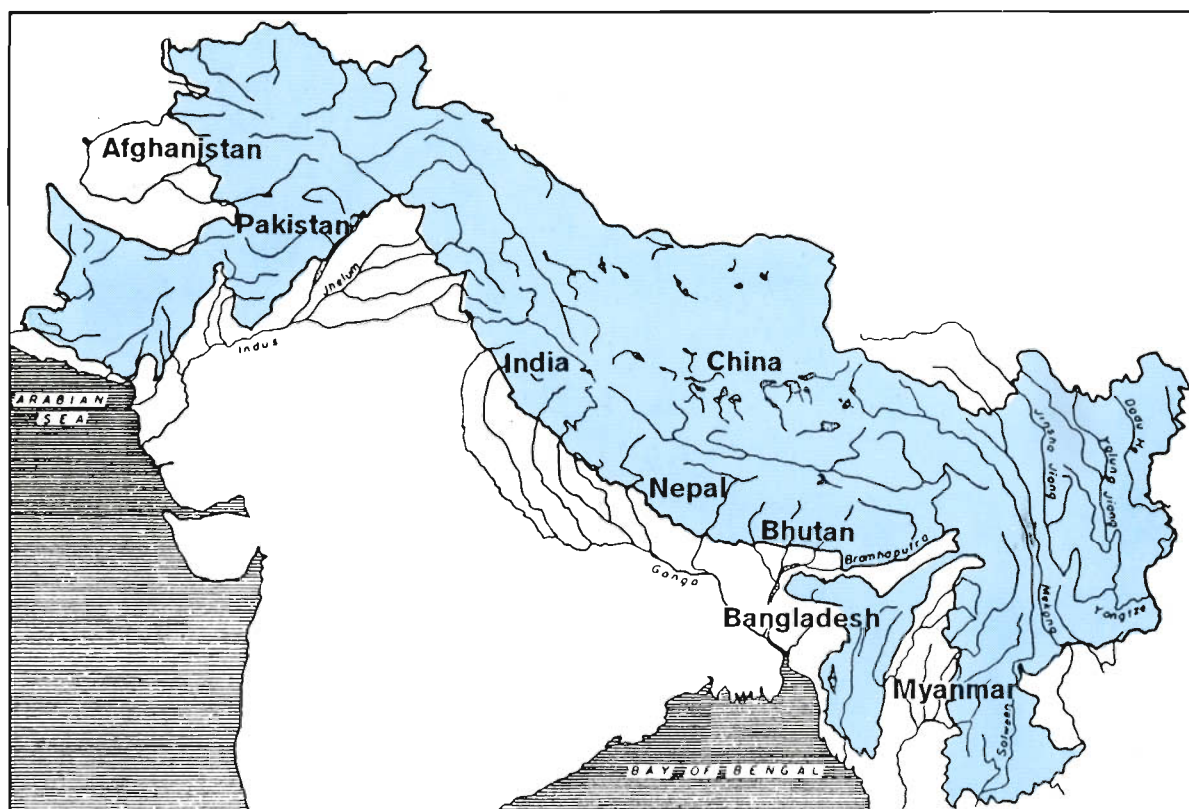 Afghanistan
Pakistan
Jhelum
Indus
India
China
ARABIAN
SEA
Jinsha Jiang
Yalung Jiang
Dadu He
Nepal
Bhutan
Bramhaputra
Ganga
Bangladesh
Mekong
Yangtze
Myanmar
Salween
BAY OF BENGAL